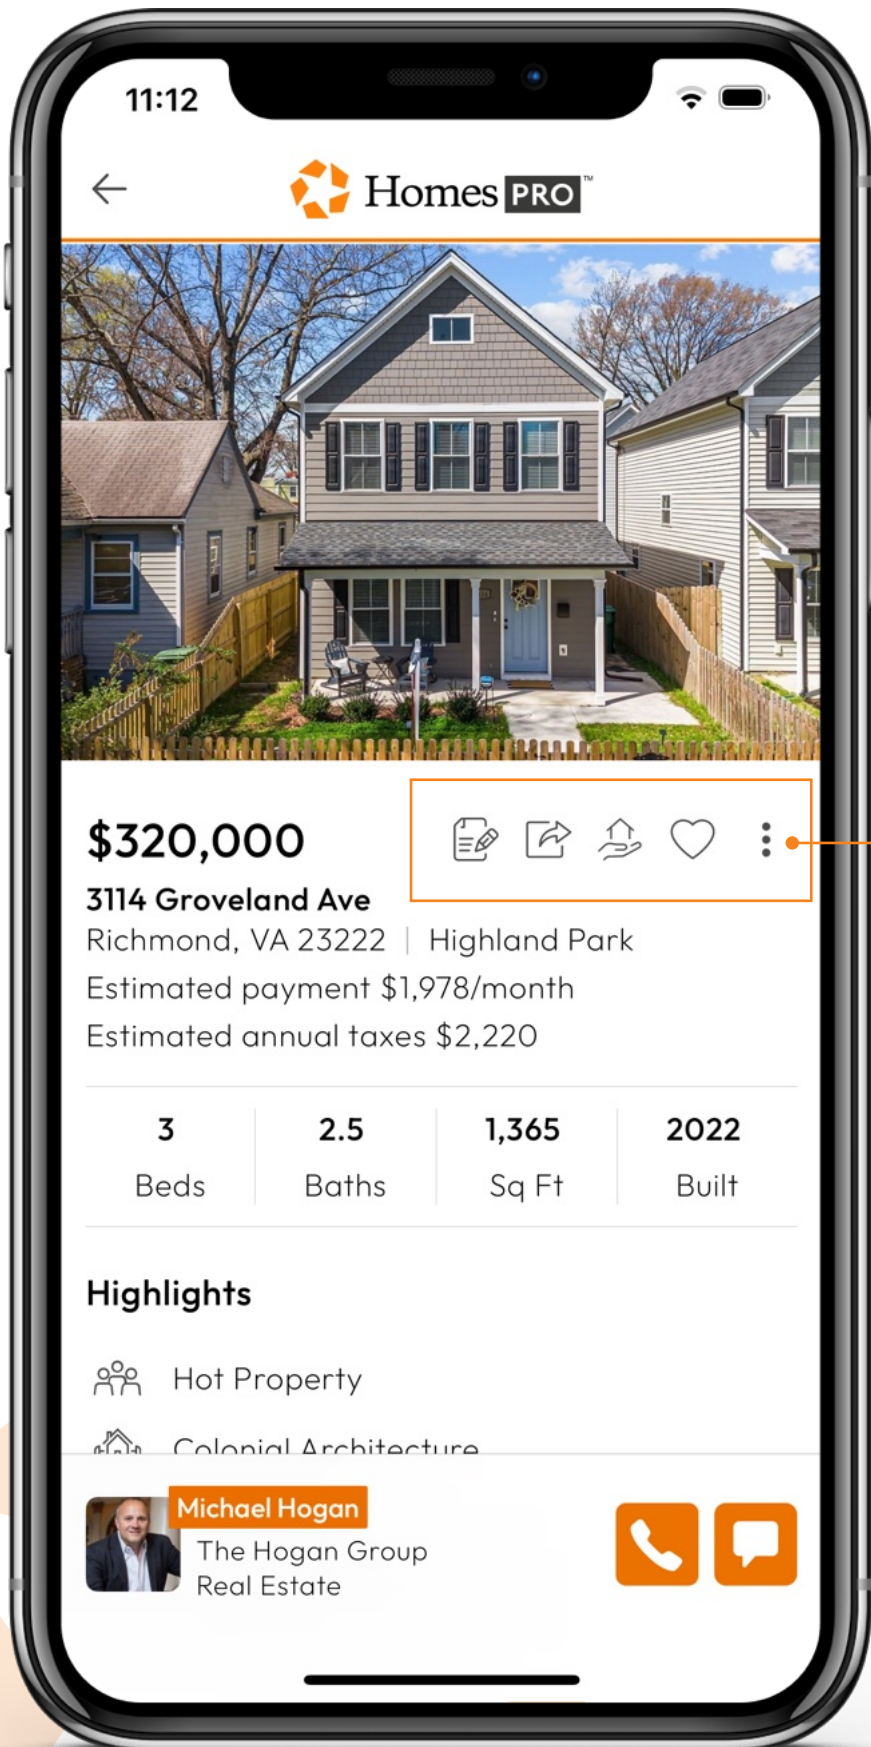 11:12
Homes PRO™
$320,000
3114 Groveland Ave
Richmond, VA 23222 | Highland Park
Estimated payment $1,978/month
Estimated annual taxes $2,220
3 2.5 1,365 2022
Beds Baths Sq Ft Built
Highlights
Hot Property
Colonial Architecture
Michael Hogan
The Hogan Group
Real Estate